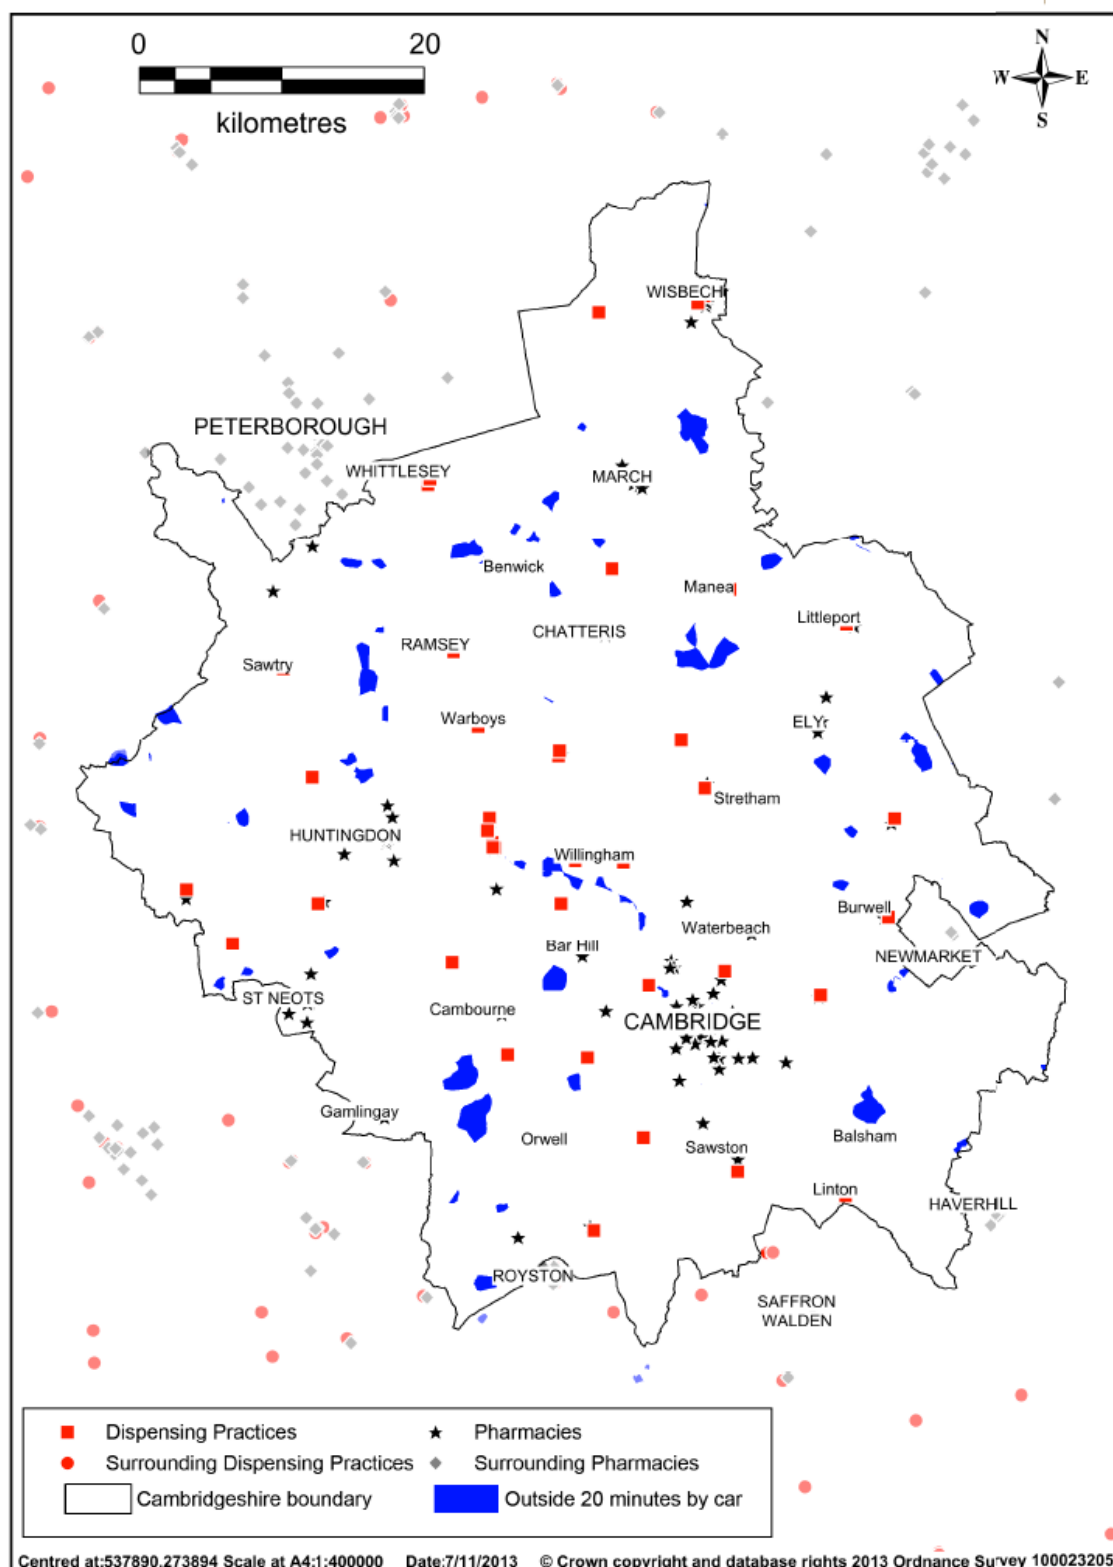 0 20
kilometres
N
W E
S
WISBECH
PETERBOROUGH
WHITTLESEY
MARCH
Benwick
Manea
Littleport
CHATTERIS
RAMSEY
Sawtry
Warboys
ELY
Stretham
HUNTINGDON
Willingham
Burwell
Waterbeach
Bar Hill
NEWMARKET
ST NEOTS
Cambourne
CAMBRIDGE
Gamlingay
Orwell
Balsham
Sawston
Linton
HAVERHILL
ROYSTON
SAFFRON
WALDEN
Dispensing Practices Pharmacies
Surrounding Dispensing Practices Surrounding Pharmacies
Cambridgeshire boundary Outside 20 minutes by car
Centred at:537890,273894 Scale at A4:1:400000 Date:7/11/2013 © Crown copyright and database rights 2013 Ordnance Survey 100023205